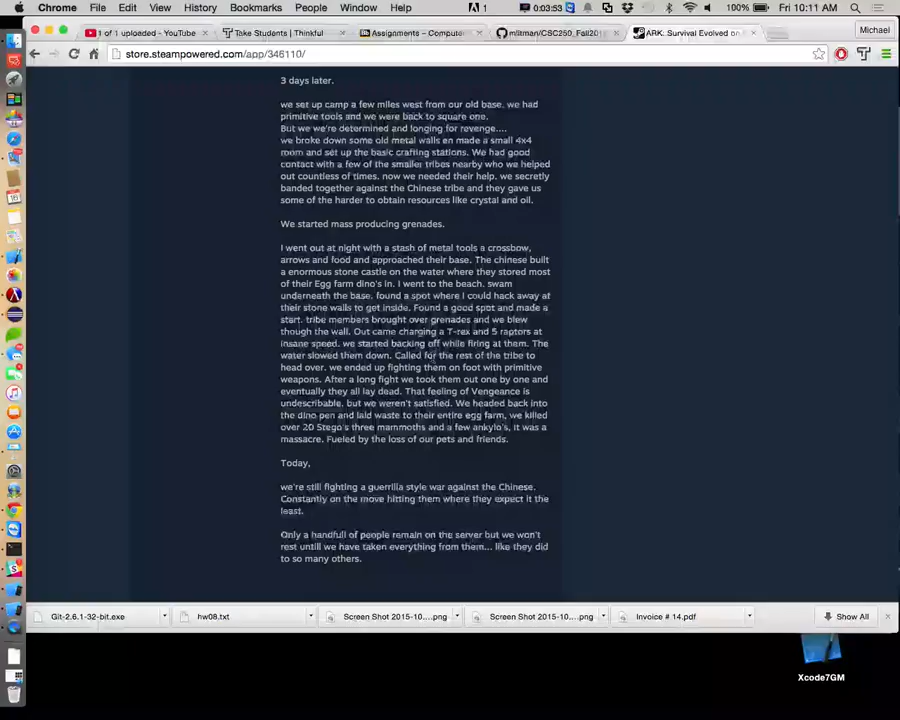 Chrome File Edit View History Bookmarks People Window Help 1 0:03:53 100% Fri 10:11 AM
1 of 1 uploaded - YouTube Take Students | Thinkful Assignments - Compute mlitman/CSC250_Fall201 ARK: Survival Evolved on Michael
store.steampowered.com/app/346110/
3 days later.
we set up camp a few miles west from our old base. we had
primitive tools and we were back to square one.
But we we're determined and longing for revenge....
we broke down some old metal walls en made a small 4x4
room and set up the basic crafting stations. We had good
contact with a few of the smaller tribes nearby who we helped
out countless of times. now we needed their help. we secretly
banded together against the Chinese tribe and they gave us
some of the harder to obtain resources like crystal and oil.
We started mass producing grenades.
I went out at night with a stash of metal tools a crossbow,
arrows and food and approached their base. The chinese built
a enormous stone castle on the water where they stored most
of their Egg farm dino's in. I went to the beach. swam
underneath the base. found a spot where I could hack away at
their stone walls to get inside. Found a good spot and made a
start. tribe members brought over grenades and we blew
though the wall. Out came charging a T-rex and 5 raptors at
insane speed. we started backing off while firing at them. The
water slowed them down. Called for the rest of the tribe to
head over. we ended up fighting them on foot with primitive
weapons. After a long fight we took them out one by one and
eventually they all lay dead. That feeling of Vengeance is
undescribable. but we weren't satisfied. We headed back into
the dino pen and laid waste to their entire egg farm. we killed
over 20 Stego's three mammoths and a few ankylo's, it was a
massacre. Fueled by the loss of our pets and friends.
Today,
we're still fighting a guerrilla style war against the Chinese.
Constantly on the move hitting them where they expect it the
least.
Only a handfull of people remain on the server but we won't
rest untill we have taken everything from them... like they did
to so many others.
Git-2.6.1-32-bit.exe hw08.txt Screen Shot 2015-10....png Screen Shot 2015-10....png Invoice # 14.pdf Show All
Xcode7GM